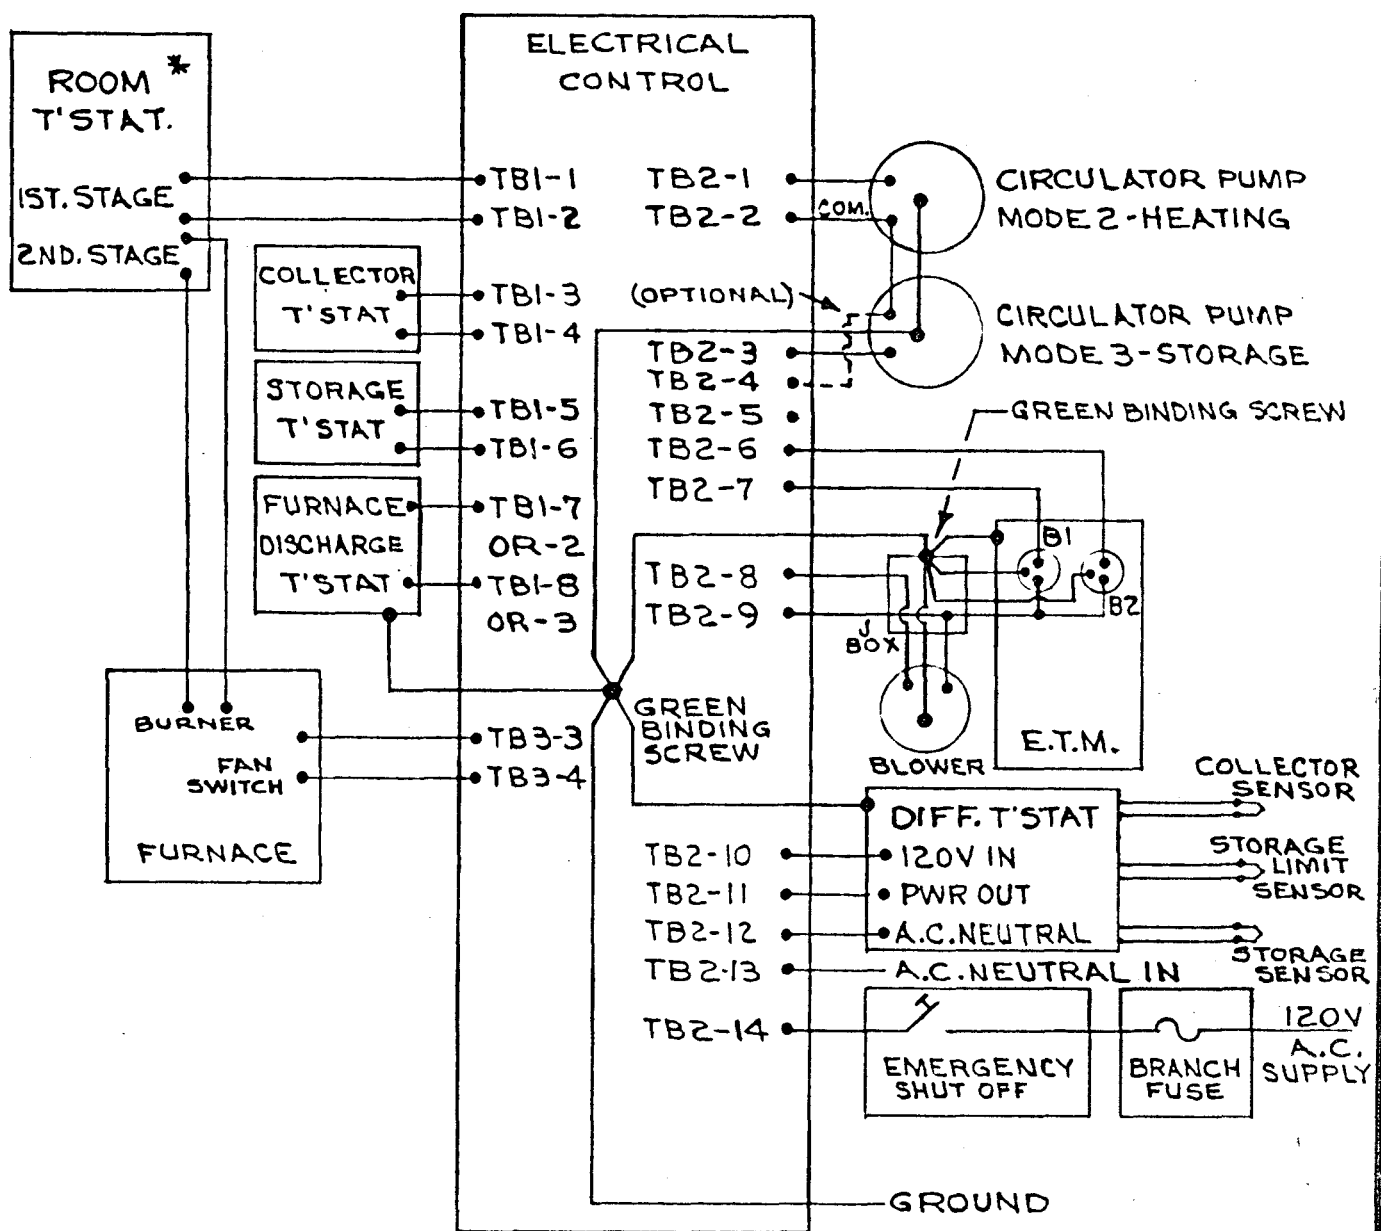 ELECTRICAL
CONTROL
ROOM *
T'STAT.
1ST. STAGE
2ND. STAGE
COLLECTOR
T'STAT
STORAGE
T'STAT
FURNACE
DISCHARGE
T'STAT
BURNER
FAN
SWITCH
FURNACE
TB1-1
TB1-2
TB1-3
TB1-4
TB1-5
TB1-6
TB1-7
OR-2
TB1-8
OR-3
TB3-3
TB3-4
TB2-1
TB2-2
COM.
(OPTIONAL)
TB2-3
TB2-4
TB2-5
TB2-6
TB2-7
TB2-8
TB2-9
GREEN
BINDING
SCREW
TB2-10
TB2-11
TB2-12
TB2-13
TB2-14
CIRCULATOR PUMP
MODE 2-HEATING
CIRCULATOR PUMP
MODE 3-STORAGE
GREEN BINDING SCREW
B1
B2
J
BOX
BLOWER
E.T.M.
DIFF. T'STAT
120V IN
PWR OUT
A.C. NEUTRAL
A.C. NEUTRAL IN
COLLECTOR
SENSOR
STORAGE
LIMIT
SENSOR
STORAGE
SENSOR
EMERGENCY
SHUT OFF
BRANCH
FUSE
120V
A.C.
SUPPLY
GROUND